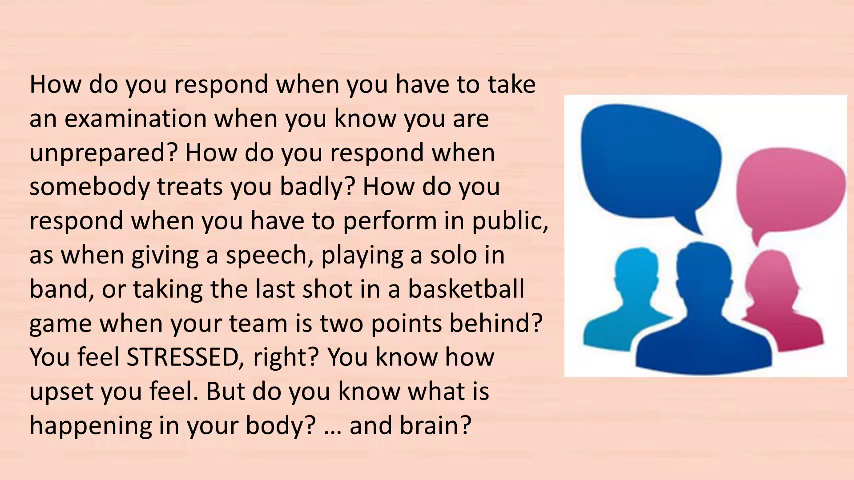 How do you respond when you have to take
an examination when you know you are
unprepared? How do you respond when
somebody treats you badly? How do you
respond when you have to perform in public,
as when giving a speech, playing a solo in
band, or taking the last shot in a basketball
game when your team is two points behind?
You feel STRESSED, right? You know how
upset you feel. But do you know what is
happening in your body? … and brain?